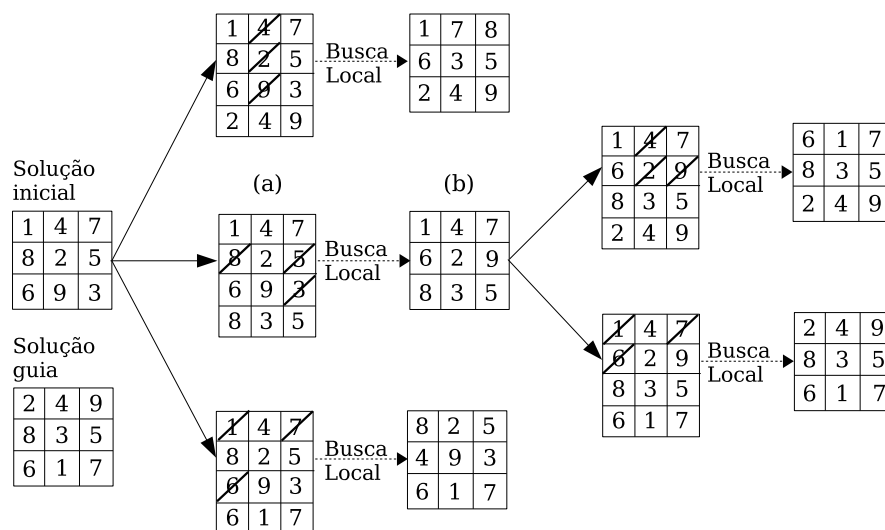 1 4 7
8 2 5
6 9 3
2 4 9
Busca
Local
1 7 8
6 3 5
2 4 9
Solução
inicial
1 4 7
8 2 5
6 9 3
(a)
(b)
1 4 7
8 2 5
6 9 3
8 3 5
Busca
Local
1 4 7
6 2 9
8 3 5
1 4 7
6 2 9
8 3 5
2 4 9
Busca
Local
6 1 7
8 3 5
2 4 9
Solução
guia
2 4 9
8 3 5
6 1 7
1 4 7
8 2 5
6 9 3
6 1 7
Busca
Local
8 2 5
4 9 3
6 1 7
1 4 7
6 2 9
8 3 5
6 1 7
Busca
Local
2 4 9
8 3 5
6 1 7